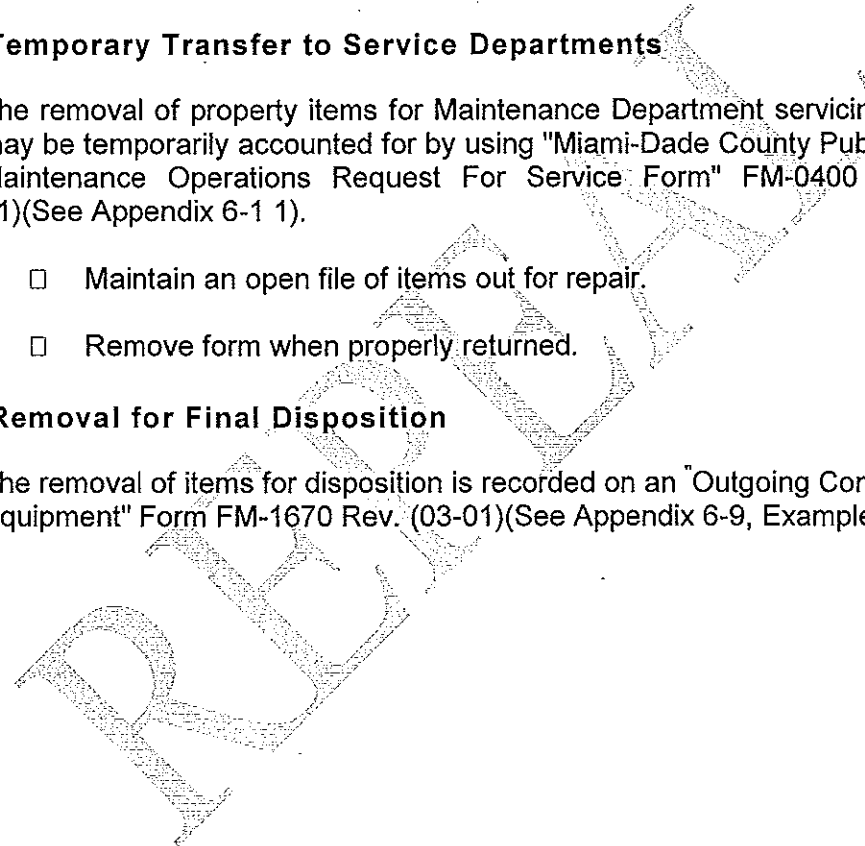 Temporary Transfer to Service Departments
he removal of property items for Maintenance Department servicin
nay be temporarily accounted for by using "Miami-Dade County Pub
Maintenance Operations Request For Service Form" FM-0400
1)(See Appendix 6-1 1).
□ Maintain an open file of items out for repair.
□ Remove form when properly returned.
Removal for Final Disposition
he removal of items for disposition is recorded on an "Outgoing Con
quipment" Form FM-1670 Rev. (03-01)(See Appendix 6-9, Example
REPEAL